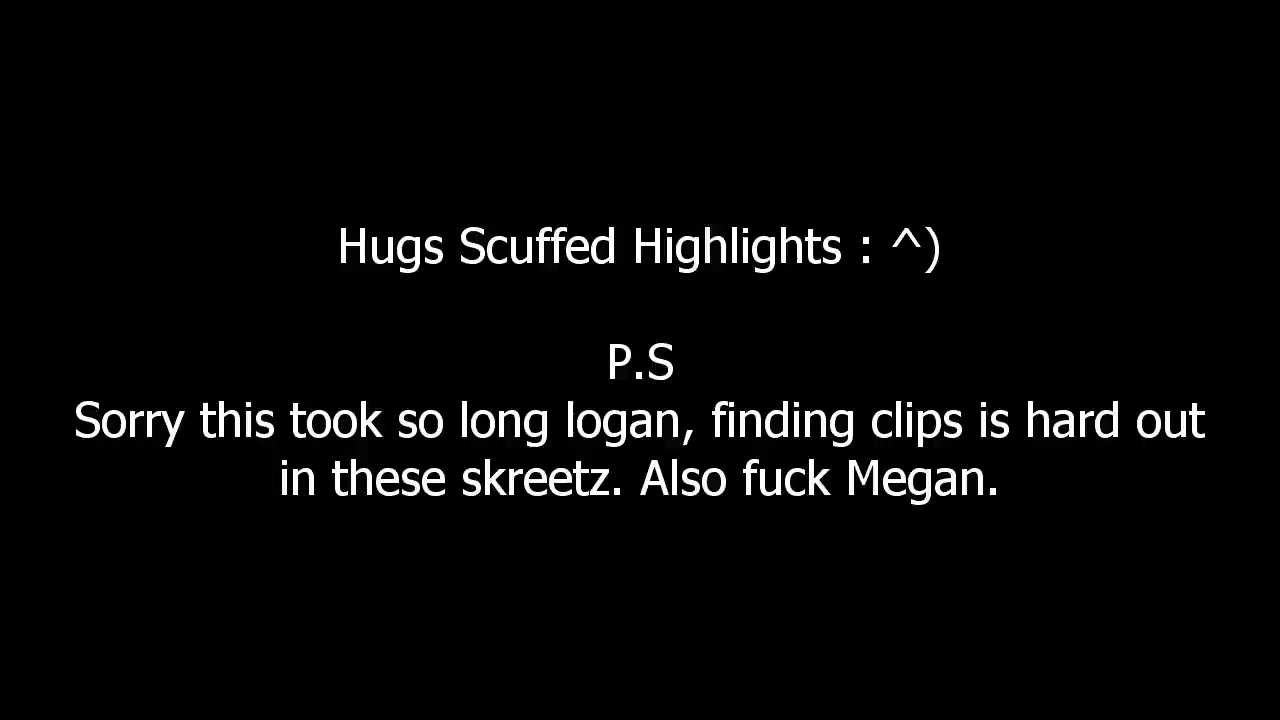 Hugs Scuffed Highlights : ^)
P.S
Sorry this took so long logan, finding clips is hard out
in these skreetz. Also fuck Megan.